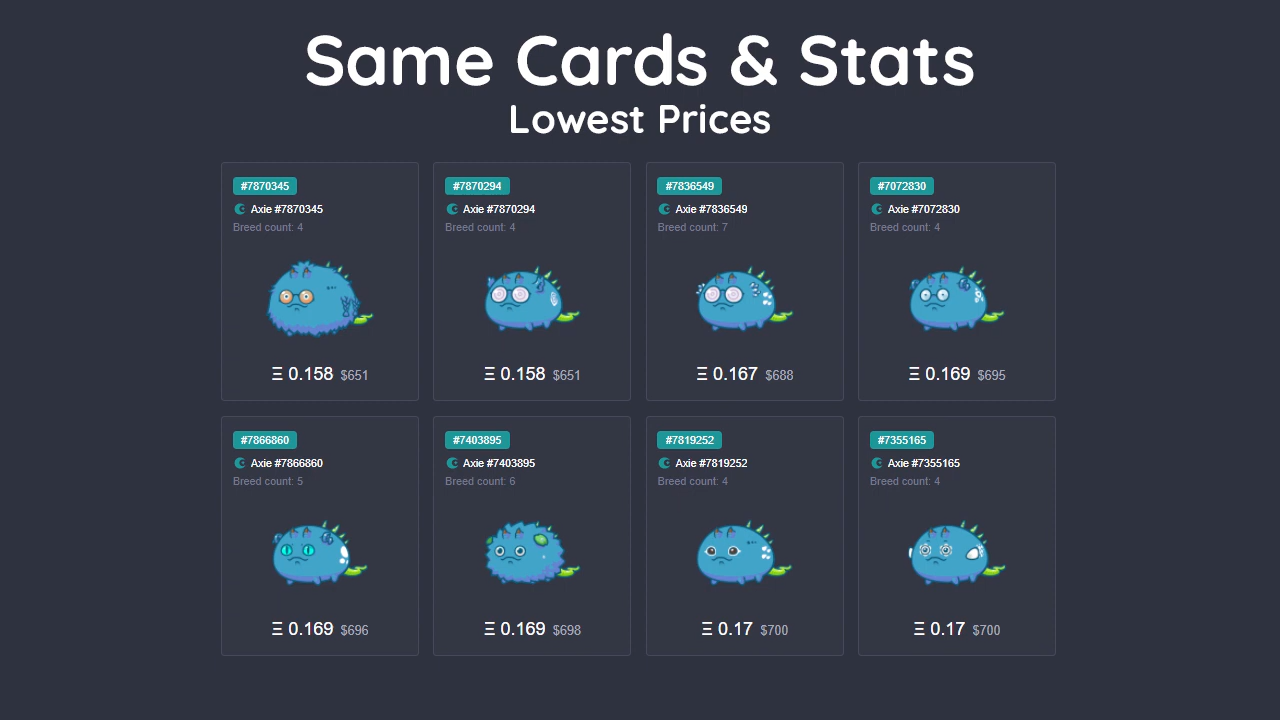 Same Cards & Stats
Lowest Prices
#7870345
Axie #7870345
Breed count: 4
Ξ 0.158 $651
#7870294
Axie #7870294
Breed count: 4
Ξ 0.158 $651
#7836549
Axie #7836549
Breed count: 7
Ξ 0.167 $688
#7072830
Axie #7072830
Breed count: 4
Ξ 0.169 $695
#7866860
Axie #7866860
Breed count: 5
Ξ 0.169 $696
#7403895
Axie #7403895
Breed count: 6
Ξ 0.169 $698
#7819252
Axie #7819252
Breed count: 4
Ξ 0.17 $700
#7355165
Axie #7355165
Breed count: 4
Ξ 0.17 $700